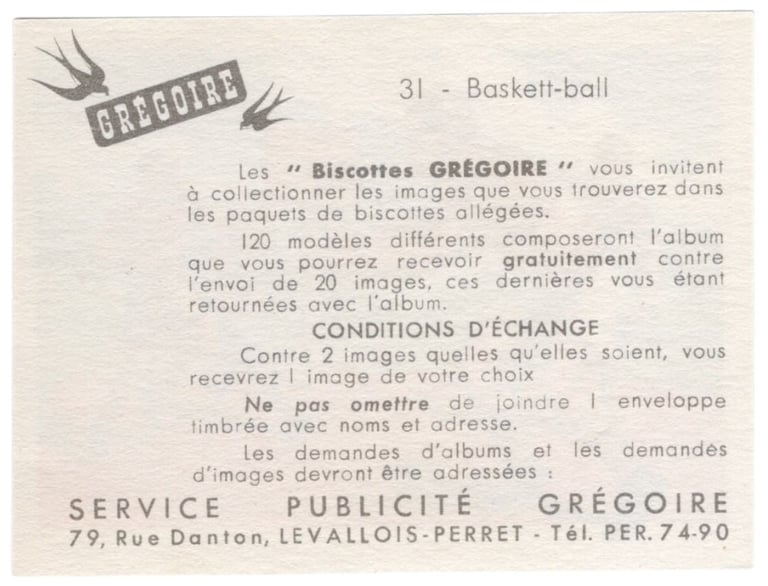 GRÉGOIRE
31 - Baskett-ball
Les " Biscottes GRÉGOIRE " vous invitent
à collectionner les images que vous trouverez dans
les paquets de biscottes allégées.
120 modèles différents composeront l'album
que vous pourrez recevoir gratuitement contre
l'envoi de 20 images, ces dernières vous étant
retournées avec l'album.
CONDITIONS D'ÉCHANGE
Contre 2 images quelles qu'elles soient, vous
recevrez 1 image de votre choix
Ne pas omettre de joindre 1 enveloppe
timbrée avec noms et adresse.
Les demandes d'albums et les demandes
d'images devront être adressées :
SERVICE PUBLICITÉ GRÉGOIRE
79, Rue Danton, LEVALLOIS-PERRET - Tél. PER. 74-90